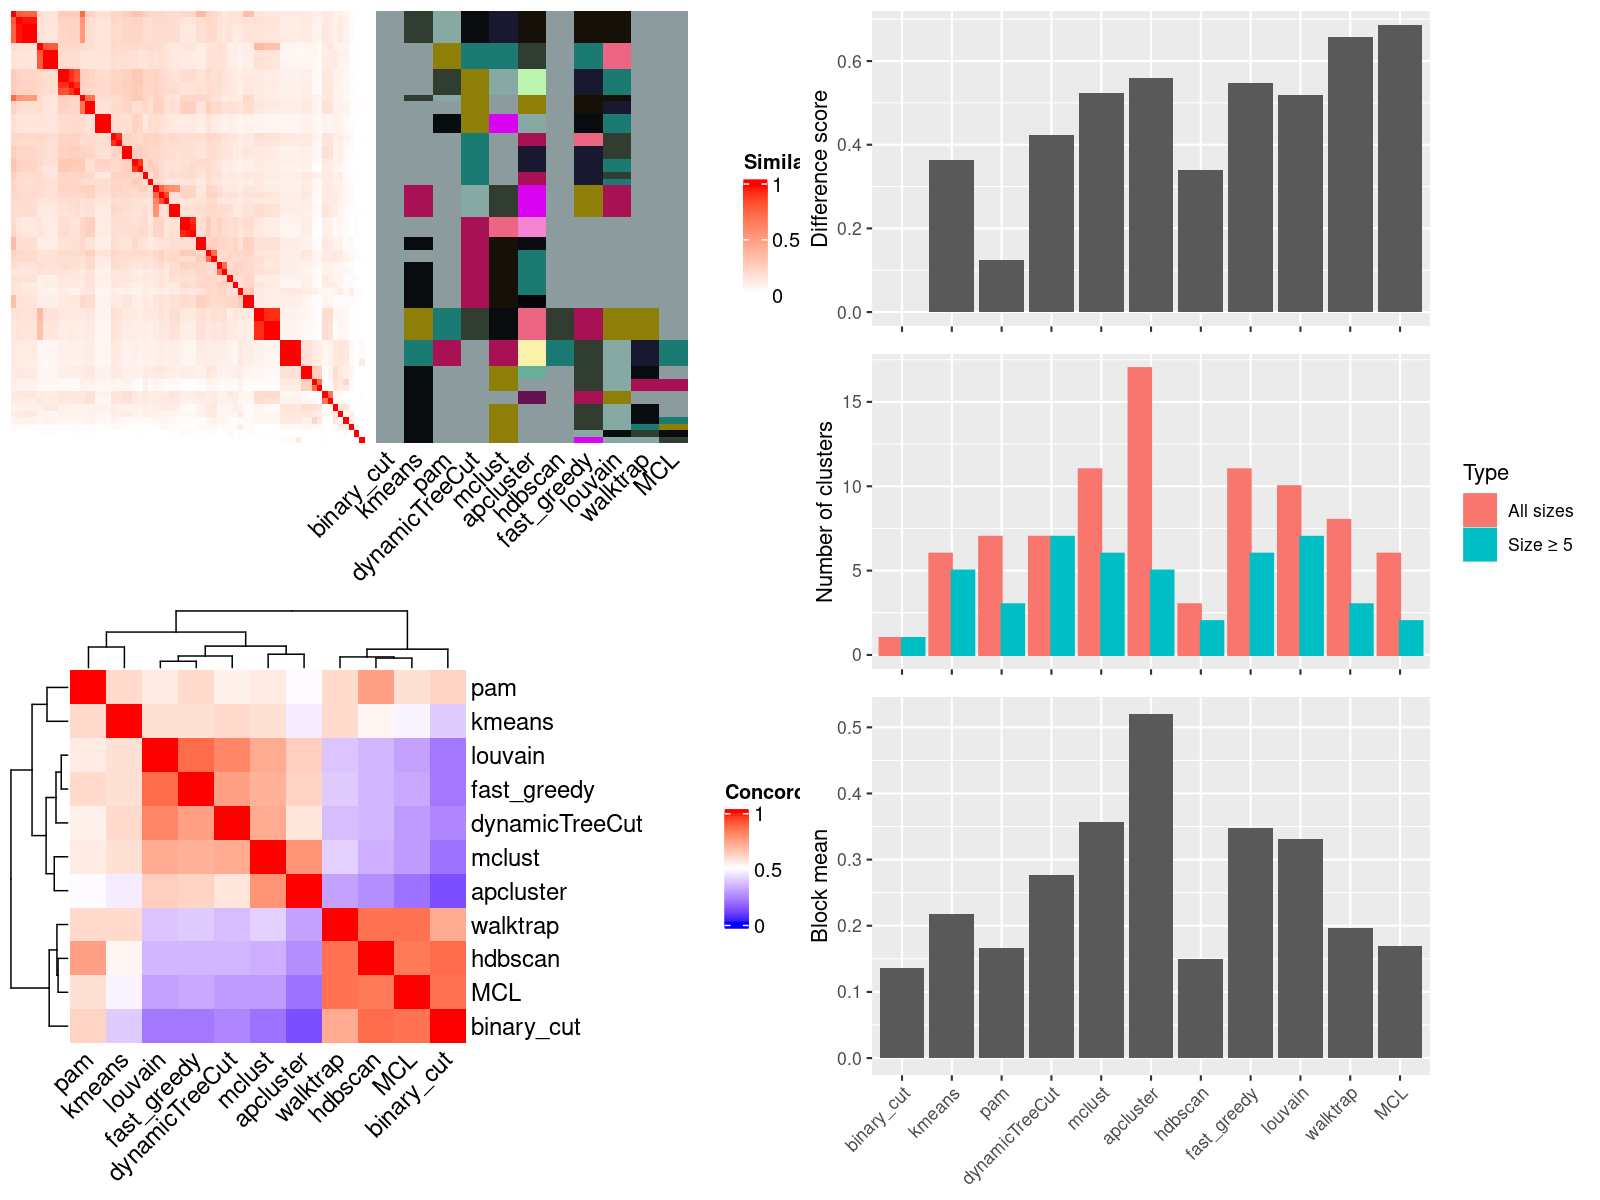 Simila
1
0.5
0
binary_cut
kmeans
pam
dynamicTreeCut
mclust
apcluster
hdbscan
fast_greedy
louvain
walktrap
MCL
pam
kmeans
louvain
fast_greedy
dynamicTreeCut
mclust
apcluster
walktrap
hdbscan
MCL
binary_cut
pam
kmeans
louvain
fast_greedy
dynamicTreeCut
mclust
apcluster
walktrap
hdbscan
MCL
binary_cut
Concord
1
0.5
0
Difference score
0.6
0.4
0.2
0.0
Number of clusters
15
10
5
0
Type
All sizes
Size ≥ 5
Block mean
0.5
0.4
0.3
0.2
0.1
0.0
binary_cut
kmeans
pam
dynamicTreeCut
mclust
apcluster
hdbscan
fast_greedy
louvain
walktrap
MCL